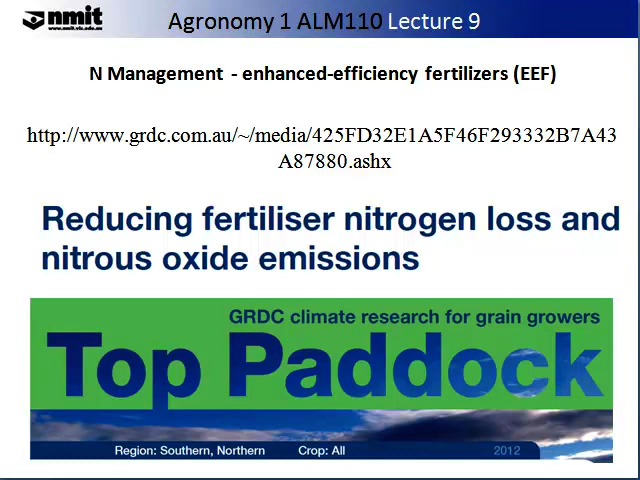 nmit
www.nmit.vic.edu.au
Agronomy 1 ALM110 Lecture 9
N Management - enhanced-efficiency fertilizers (EEF)
http://www.grdc.com.au/~/media/425FD32E1A5F46F293332B7A43
A87880.ashx
Reducing fertiliser nitrogen loss and
nitrous oxide emissions
GRDC climate research for grain growers
Top Paddock
Region: Southern, Northern Crop: All 2012